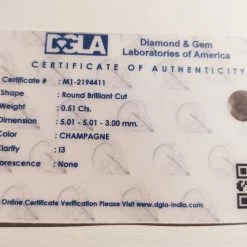 DGLA
Diamond & Gem
Laboratories of America
CERTIFICATE OF AUTHENTICITY
Certificate # : M1-2194411
Shape : Round Brilliant Cut
Weight : 0.51 Cts.
Dimension : 5.01 - 5.01 - 3.00 mm.
Color : CHAMPAGNE
Clarity : I3
orescence : None
Online Certificate Verification Available on www.dgla-india.com